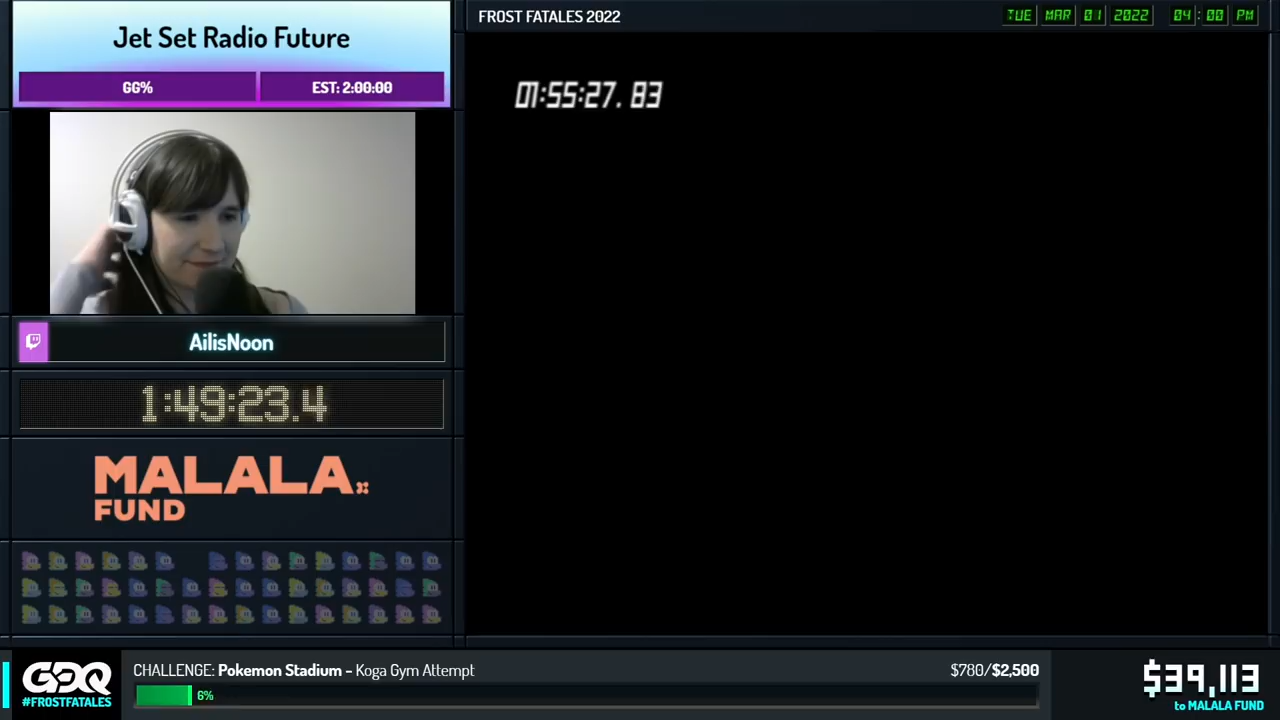 Jet Set Radio Future
GG%
EST: 2:00:00
FROST FATALES 2022
TUE MAR 01 2022 04:00 PM
01:55:27. 83
AilisNoon
1:49:23.4
MALALA
FUND
GDQ
#FROSTFATALES
CHALLENGE: Pokemon Stadium - Koga Gym Attempt
$780/$2,500
6%
$39,113
to MALALA FUND